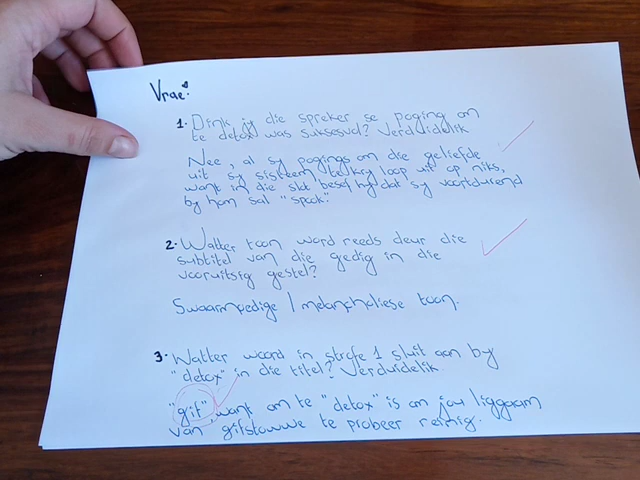 Vrae:
1. Dink jy die spreker se poging om
te detox was suksesvol? Verduidelik
Nee, al sy pogings om die geliefde
uit sy sisteem te kry loop uit op niks,
want in die slot besef hy dat sy voortdurend
by hom sal "spook".
2. Watter toon word reeds deur die
subtitel van die gedig in die
vooruitsig gestel?
Swaarmoedige / melancholiese toon.
3. Watter woord in strofe 1 sluit aan by
"detox" in die titel? Verduidelik
"gif", want om te "detox" is om jou liggaam
van gifstowwe te probeer reinig.